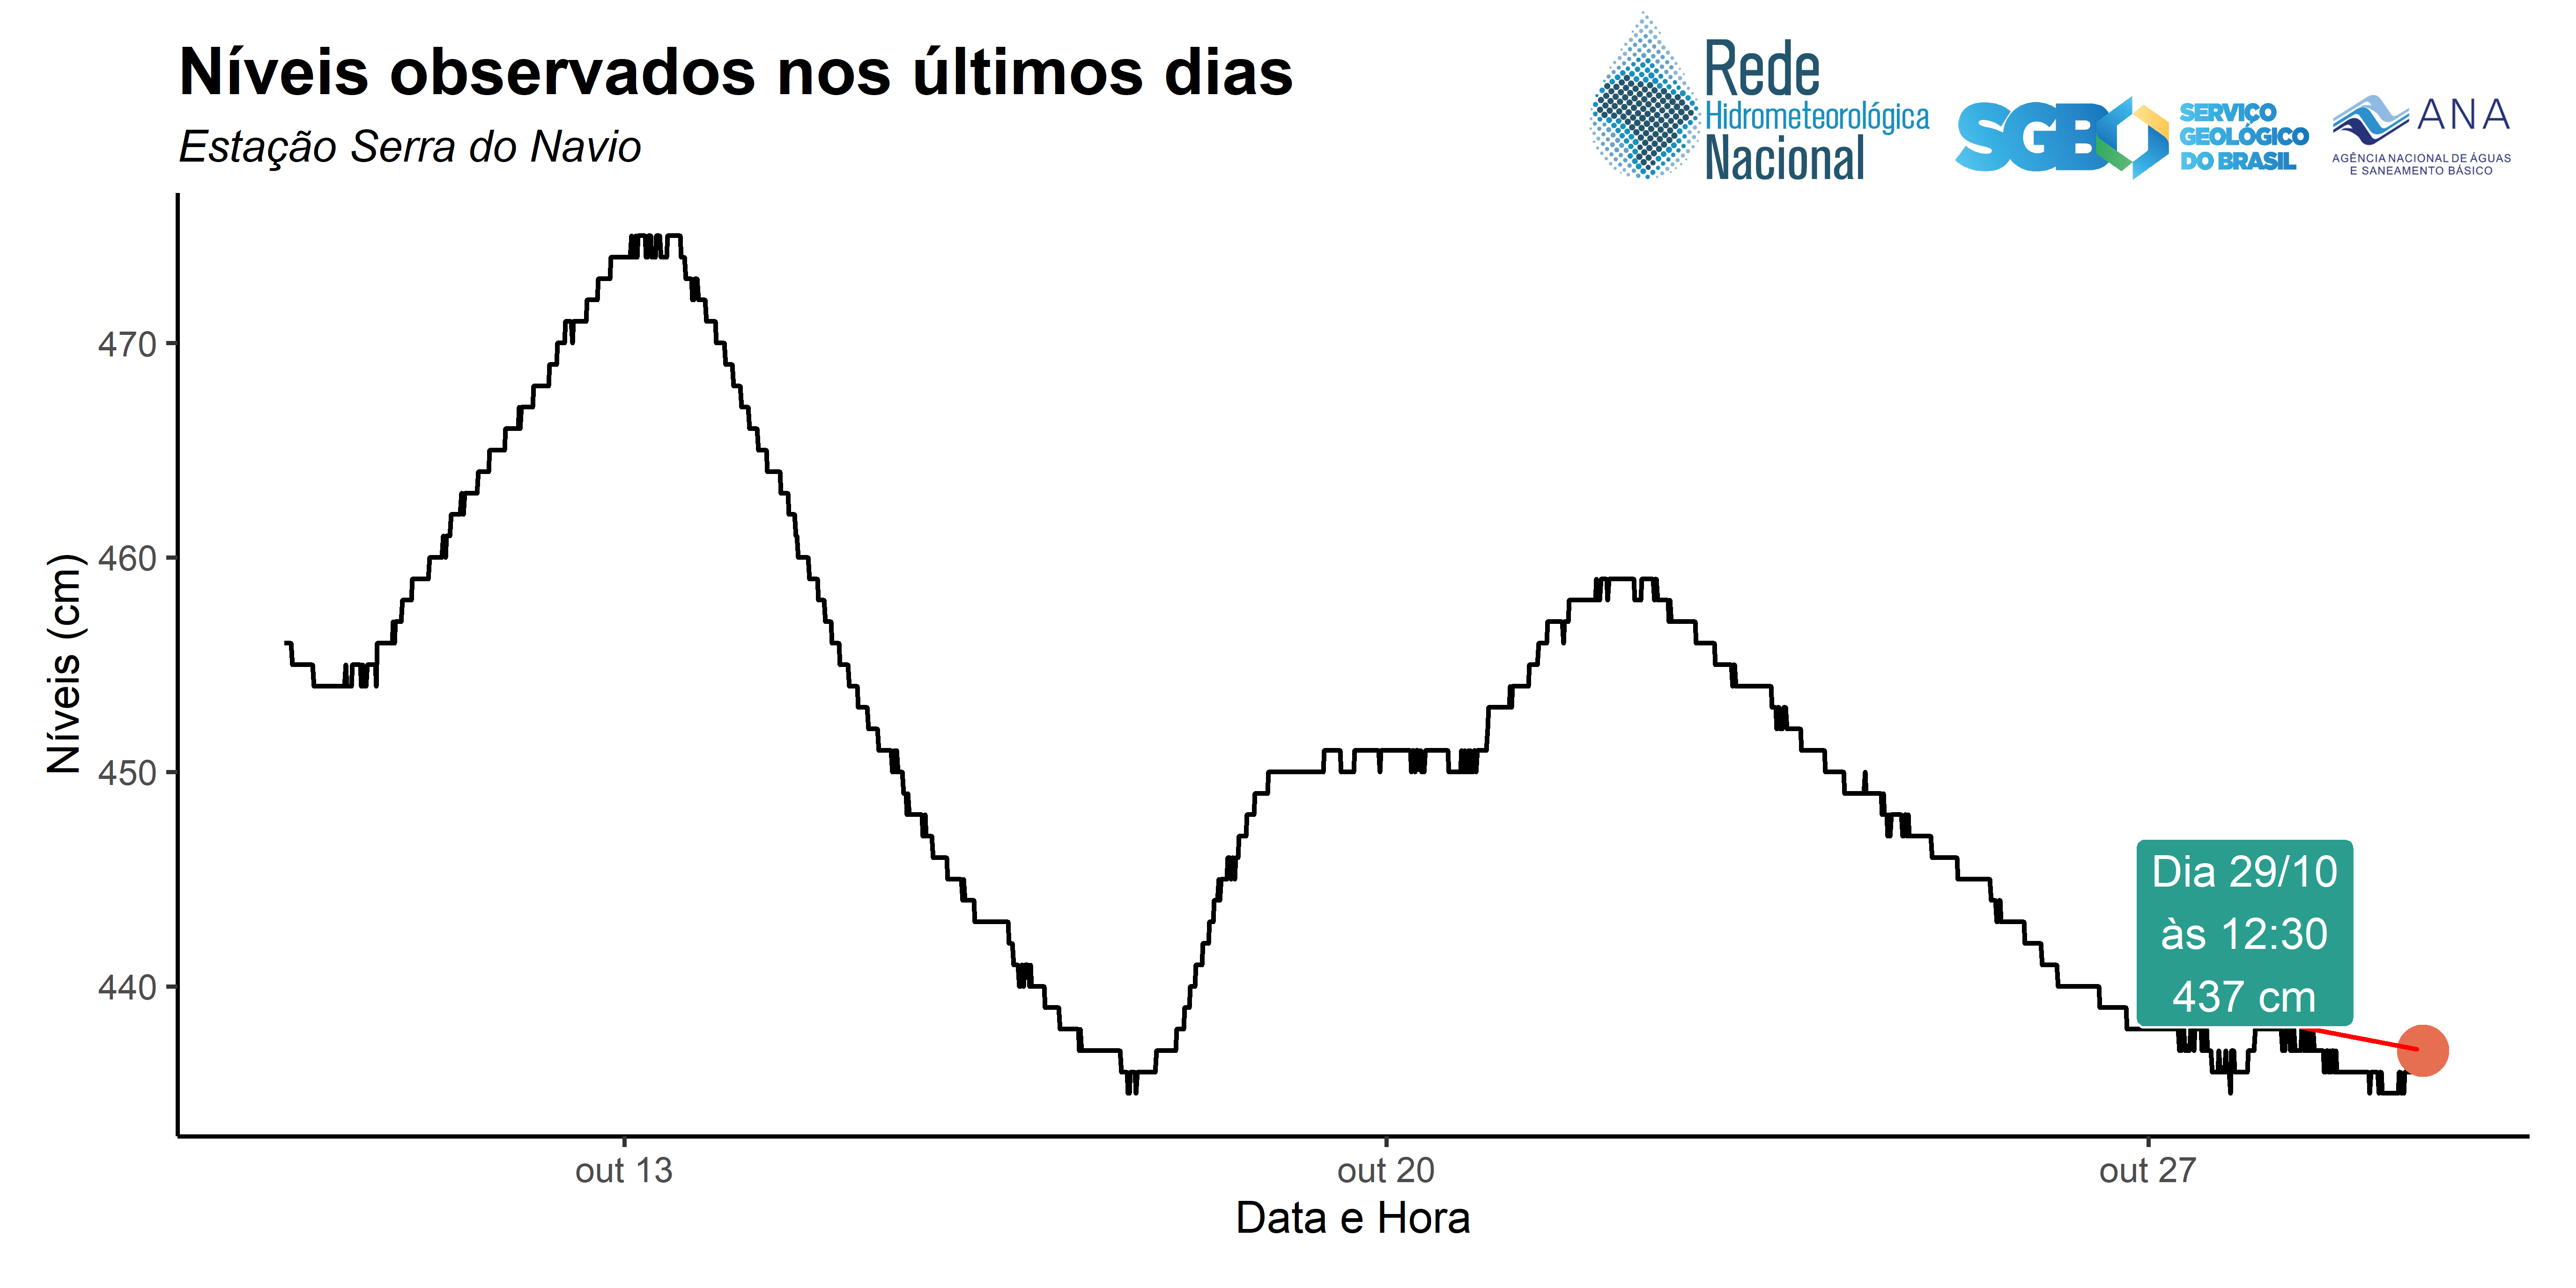 Níveis observados nos últimos dias
Estação Serra do Navio
Rede
Hidrometeorológica
Nacional
SGB
SERVIÇO
GEOLÓGICO
DO BRASIL
ANA
AGÊNCIA NACIONAL DE ÁGUAS
E SANEAMENTO BÁSICO
Níveis (cm)
470
460
450
440
Dia 29/10
às 12:30
437 cm
out 13
out 20
out 27
Data e Hora